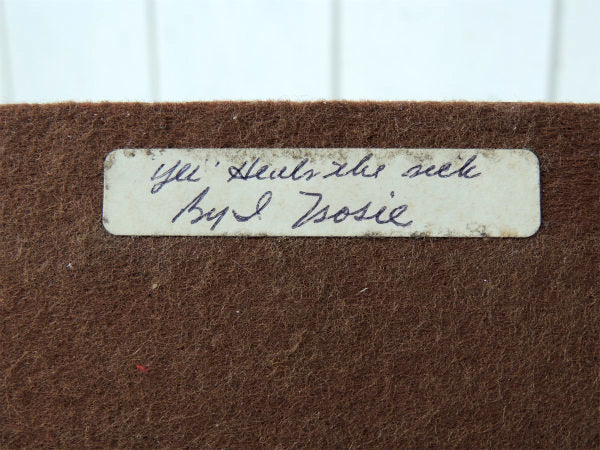 Yei Heals the sick
By I Tsosie